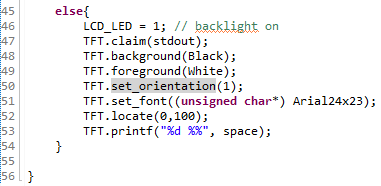 45 else{
46 LCD_LED = 1; // backlight on
47 TFT.claim(stdout);
48 TFT.background(Black);
49 TFT.foreground(White);
50 TFT.set_orientation(1);
51 TFT.set_font((unsigned char*) Arial24x23);
52 TFT.locate(0,100);
53 TFT.printf("%d %%", space);
54 }
55
56 }